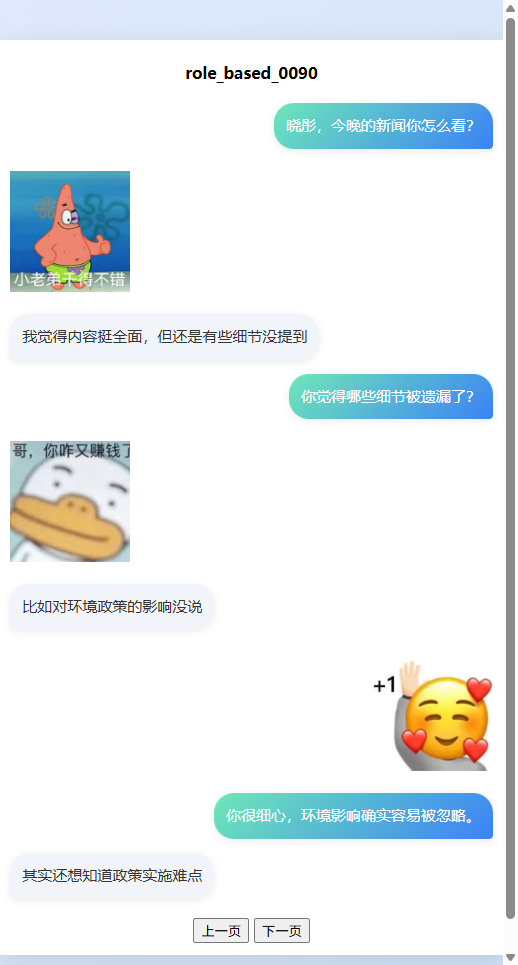 role_based_0090
晓彤，今晚的新闻你怎么看？
小老弟干得不错
我觉得内容挺全面，但还是有些细节没提到
你觉得哪些细节被遗漏了？
哥，你咋又赚钱了
比如对环境政策的影响没说
+1
你很细心，环境影响确实容易被忽略。
其实还想知道政策实施难点
上一页 下一页